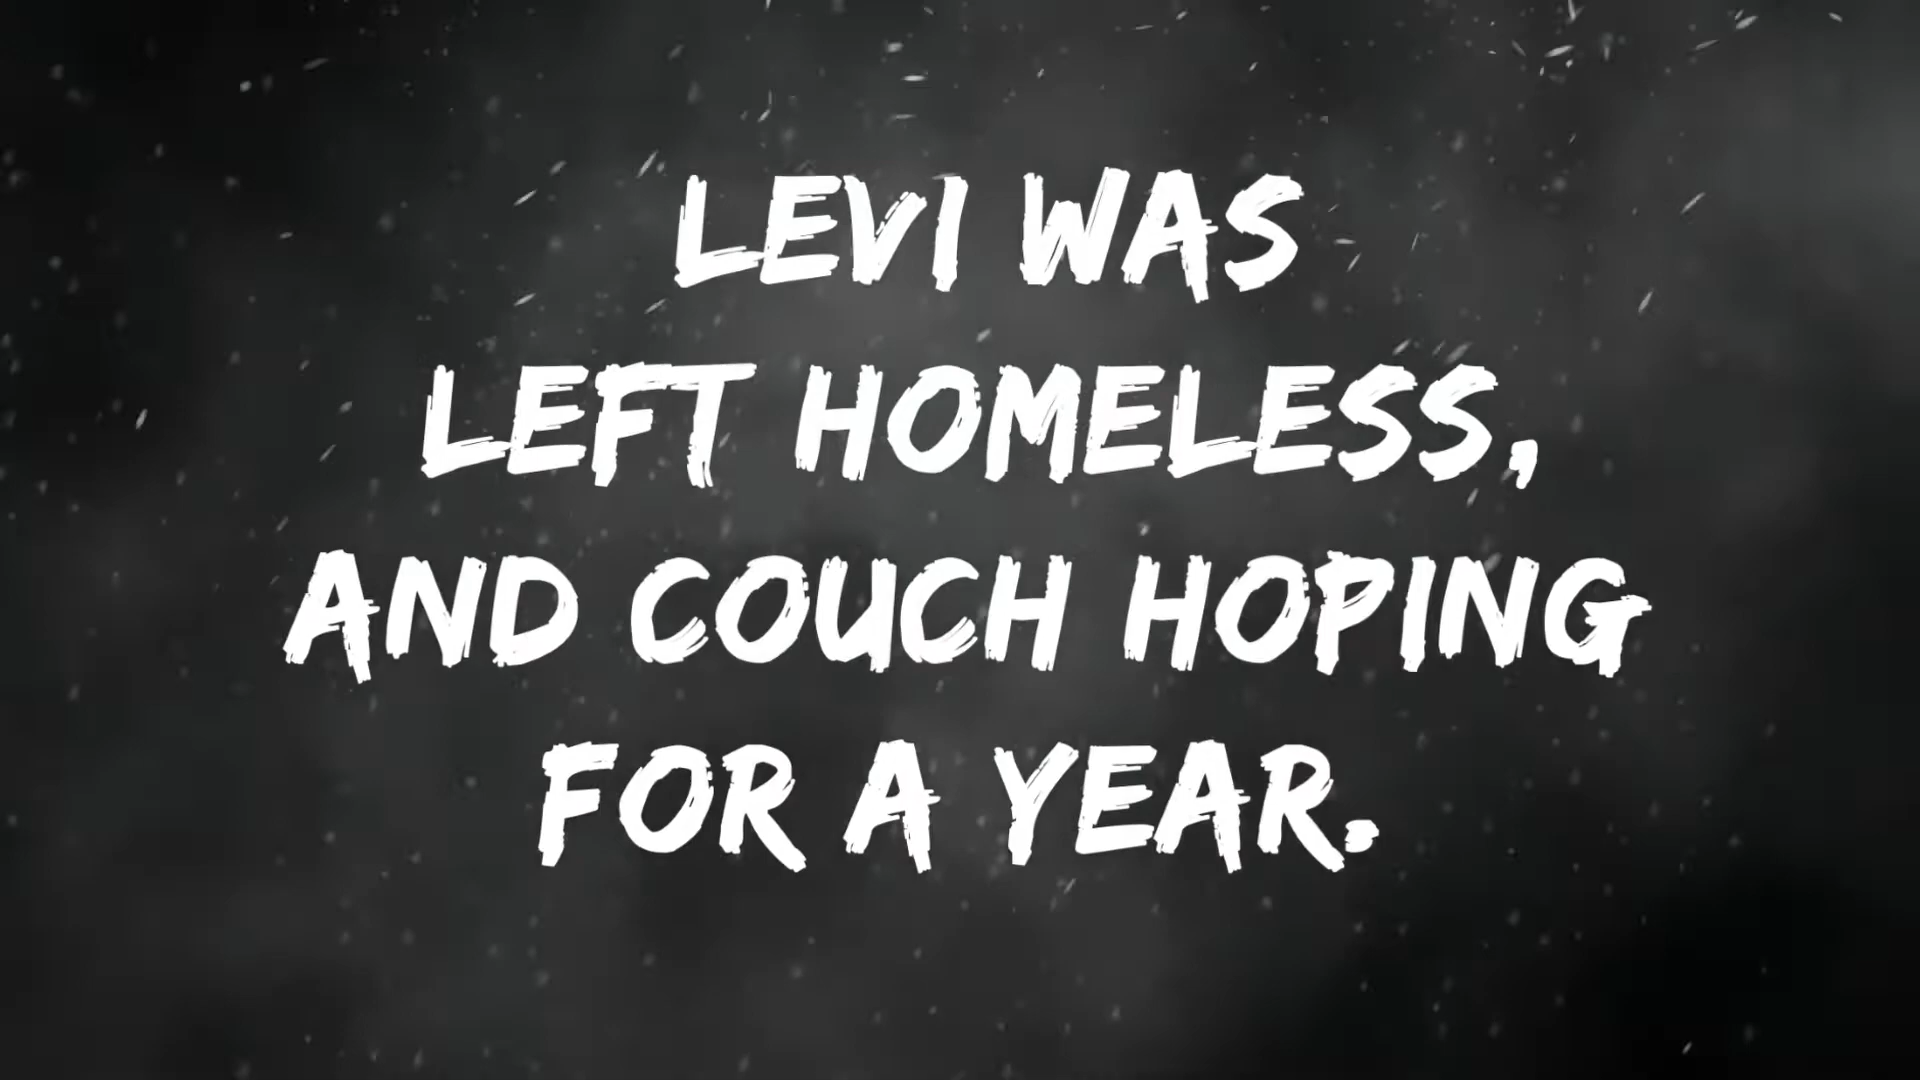 LEVI WAS
LEFT HOMELESS,
AND COUCH HOPING
FOR A YEAR.